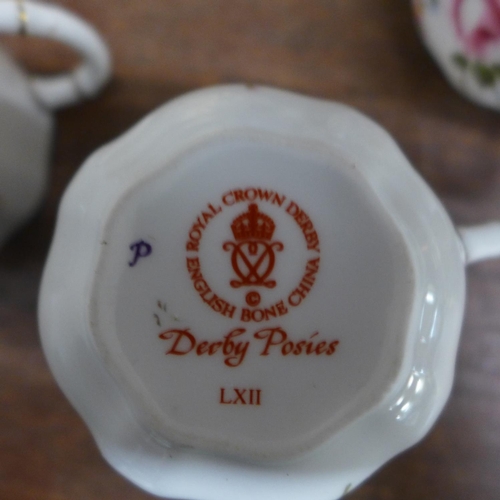 ROYAL CROWN DERBY
ENGLISH BONE CHINA
©
Derby Posies
LXII
P